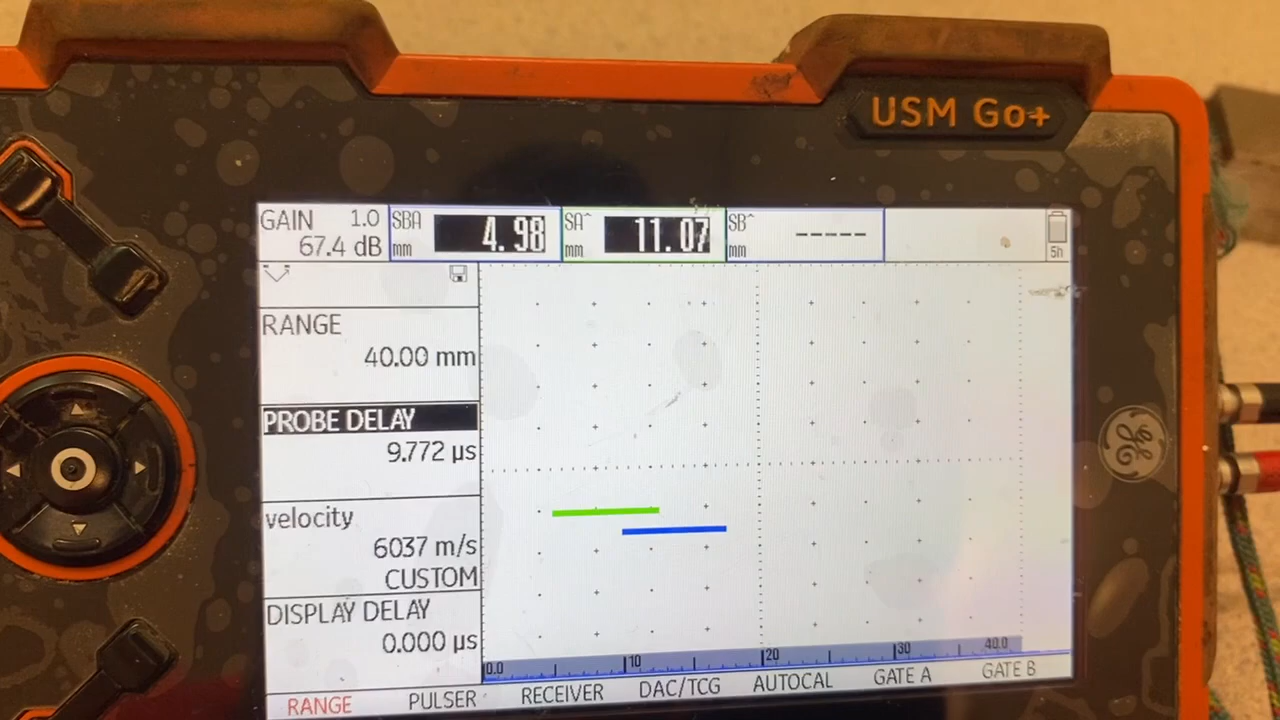 USM Go+
GAIN 1.0
67.4 dB
SBA
mm
4.98
SA^
mm
11.07
SB^
mm
-----
5h
RANGE
40.00 mm
PROBE DELAY
9.772 µs
velocity
6037 m/s
CUSTOM
DISPLAY DELAY
0.000 µs
0.0 10 20 30 40.0
RANGE PULSER RECEIVER DAC/TCG AUTOCAL GATE A GATE B
GE